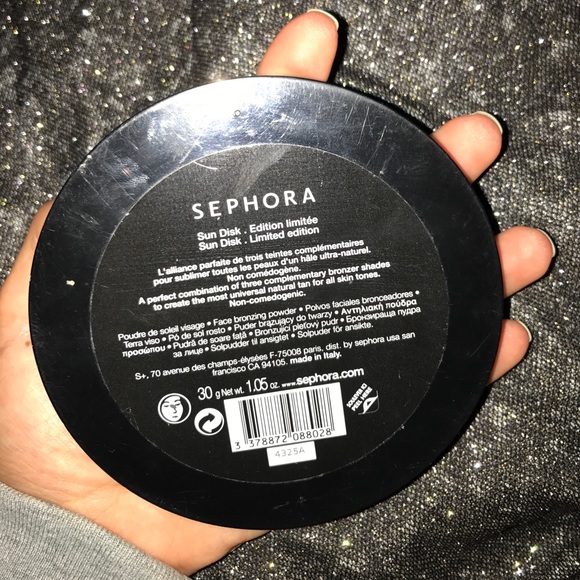 SEPHORA
Sun Disk . Edition limitée
Sun Disk . Limited edition
L'alliance parfaite de trois teintes complémentaires
pour sublimer toutes les peaux d'un hâle ultra-naturel.
Non comédogène.
A perfect combination of three complementary bronzer shades
to create the most universal natural tan for all skin tones.
Non-comedogenic.
Poudre de soleil visage • Face bronzing powder • Polvos faciales bronceadores •
Terra viso • Pó de sol rosto • Puder brązujący do twarzy • Αντηλιακή πούδρα
προσώπου • Pudră de soare faţă • Bronzující pleťový pudr • Бронзираща пудра
за лице • Solpuder til ansigtet • Solpuder för ansikte.
S+, 70 avenue des champs-élysées F-75008 paris. dist. by sephora usa san
francisco CA 94105. made in Italy.
30 g Net wt. 1.05 oz. www.sephora.com
SOULEVEZ ICI
PEEL HERE
3 378872 088028
4325A